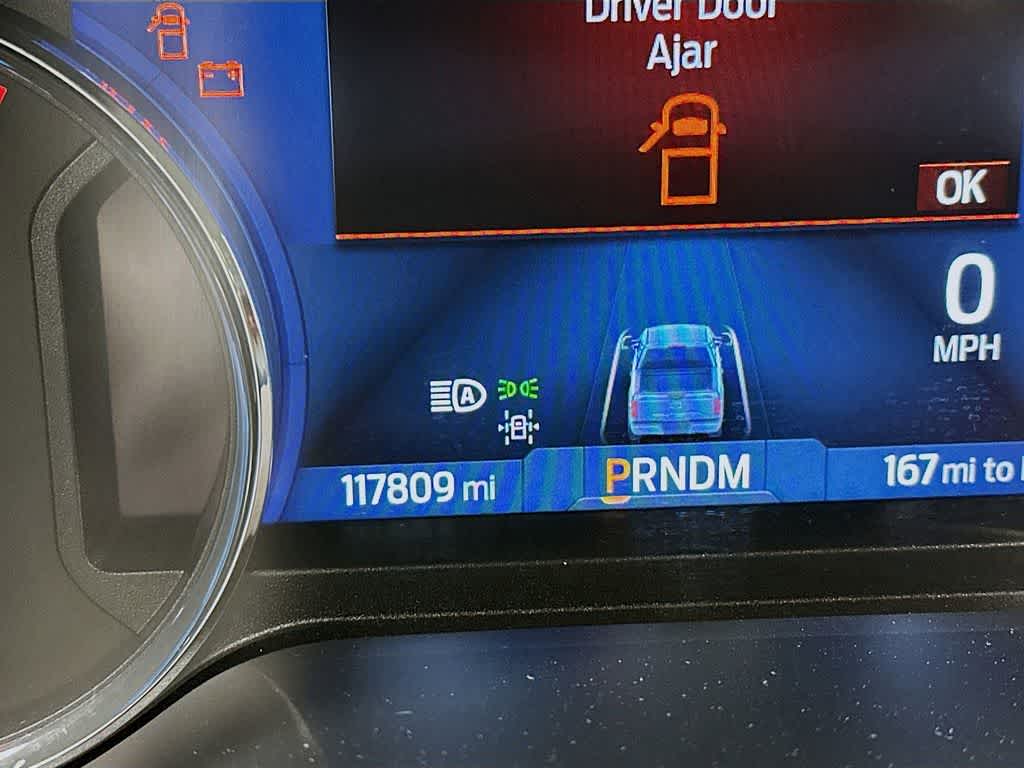 Driver Door
Ajar
OK
0
MPH
A
117809 mi
PRNDM
167 mi to